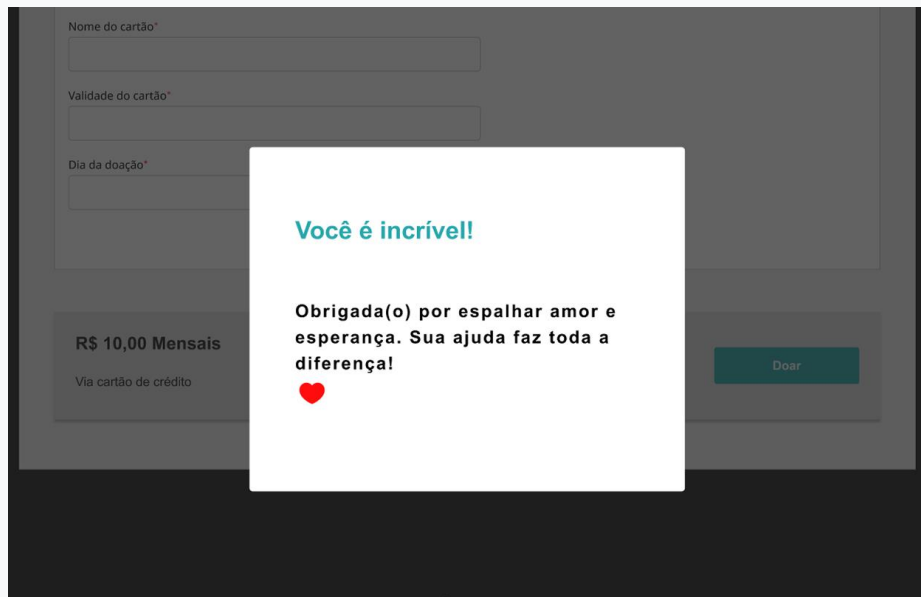 Nome do cartão*
Validade do cartão*
Dia da doação*
Você é incrível!
Obrigada(o) por espalhar amor e
esperança. Sua ajuda faz toda a
diferença!
R$ 10,00 Mensais
Via cartão de crédito
Doar